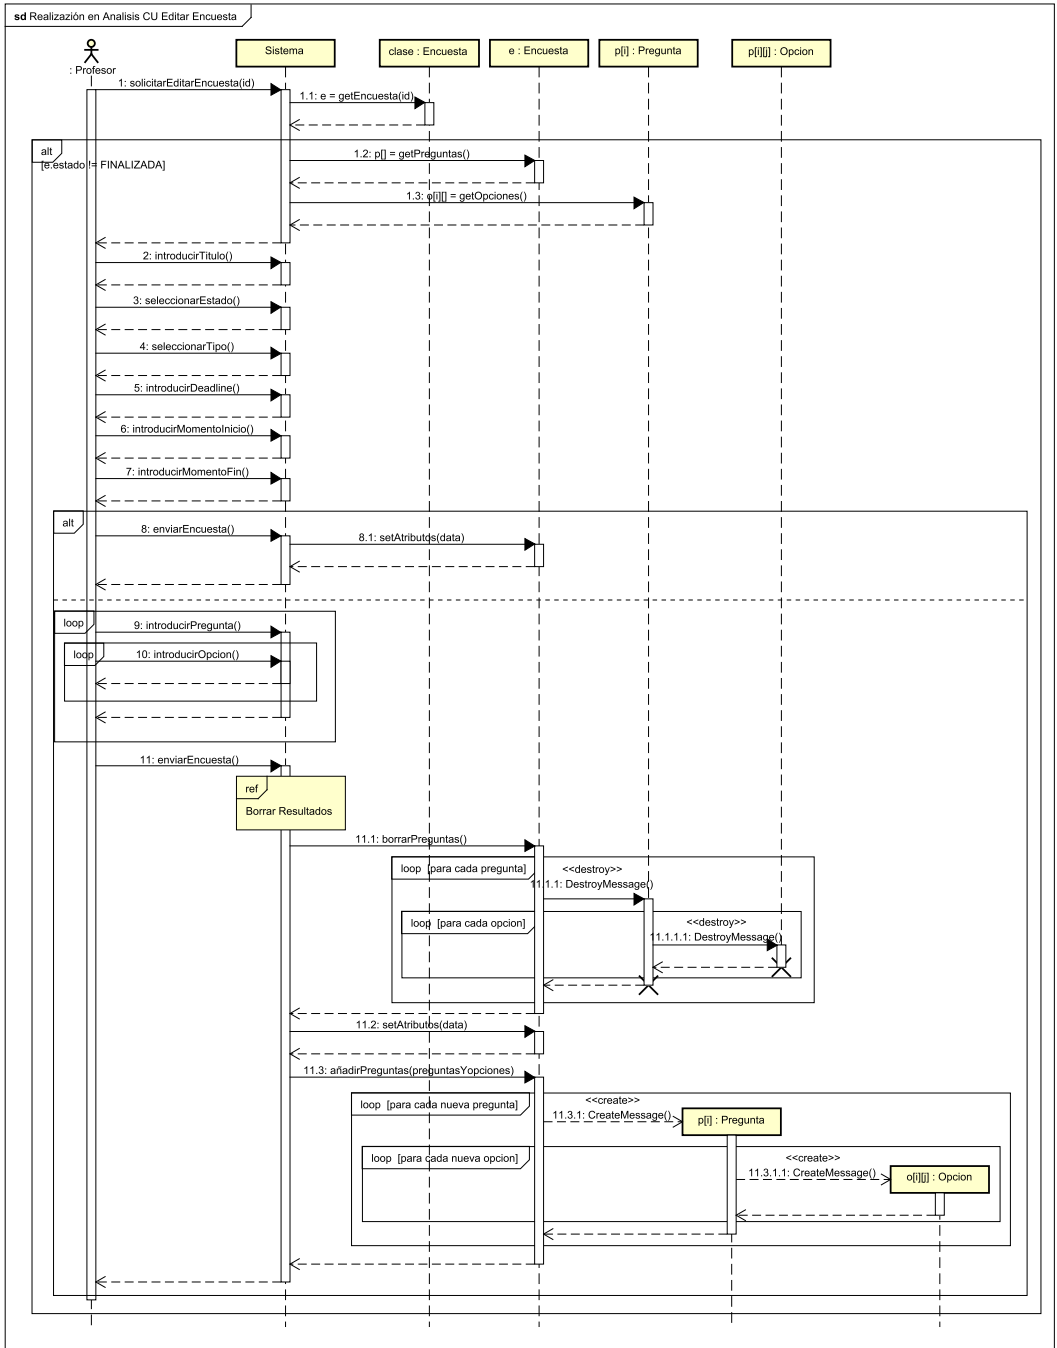 sd Realización en Analisis CU Editar Encuesta
: Profesor
Sistema
clase : Encuesta
e : Encuesta
p[i] : Pregunta
p[i][j] : Opcion
1: solicitarEditarEncuesta(id)
1.1: e = getEncuesta(id)
alt
[e.estado != FINALIZADA]
1.2: p[] = getPreguntas()
1.3: o[i][] = getOpciones()
2: introducirTitulo()
3: seleccionarEstado()
4: seleccionarTipo()
5: introducirDeadline()
6: introducirMomentoInicio()
7: introducirMomentoFin()
alt
8: enviarEncuesta()
8.1: setAtributos(data)
loop
9: introducirPregunta()
loop
10: introducirOpcion()
11: enviarEncuesta()
ref
Borrar Resultados
11.1: borrarPreguntas()
loop [para cada pregunta]
<<destroy>>
11.1.1: DestroyMessage()
loop [para cada opcion]
<<destroy>>
11.1.1.1: DestroyMessage()
11.2: setAtributos(data)
11.3: añadirPreguntas(preguntasYopciones)
loop [para cada nueva pregunta]
<<create>>
11.3.1: CreateMessage()
p[i] : Pregunta
loop [para cada nueva opcion]
<<create>>
11.3.1.1: CreateMessage()
o[i][j] : Opcion